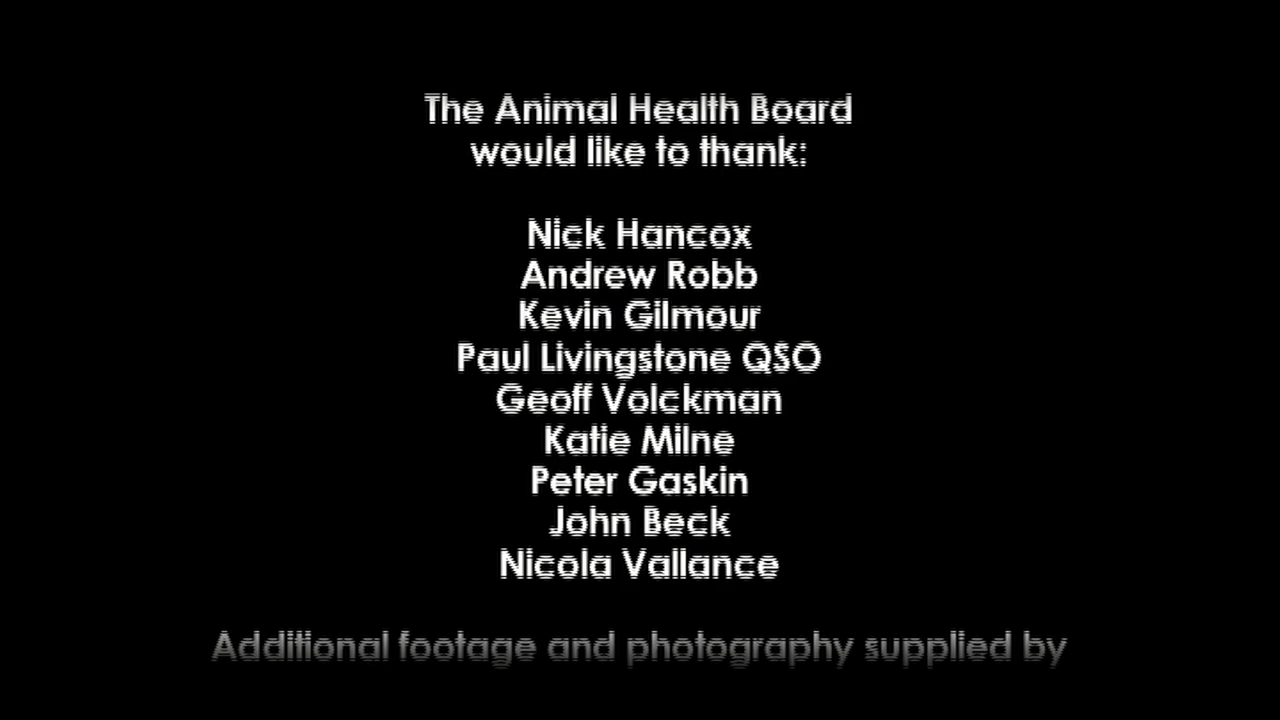 The Animal Health Board
would like to thank:
Nick Hancox
Andrew Robb
Kevin Gilmour
Paul Livingstone QSO
Geoff Volckman
Katie Milne
Peter Gaskin
John Beck
Nicola Vallance
Additional footage and photography supplied by